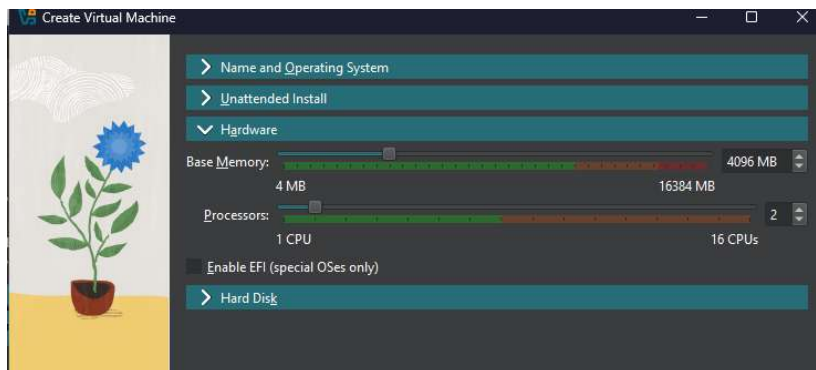 Create Virtual Machine
Name and Operating System
Unattended Install
Hardware
Base Memory: 4096 MB
4 MB 16384 MB
Processors: 2
1 CPU 16 CPUs
Enable EFI (special OSes only)
Hard Disk